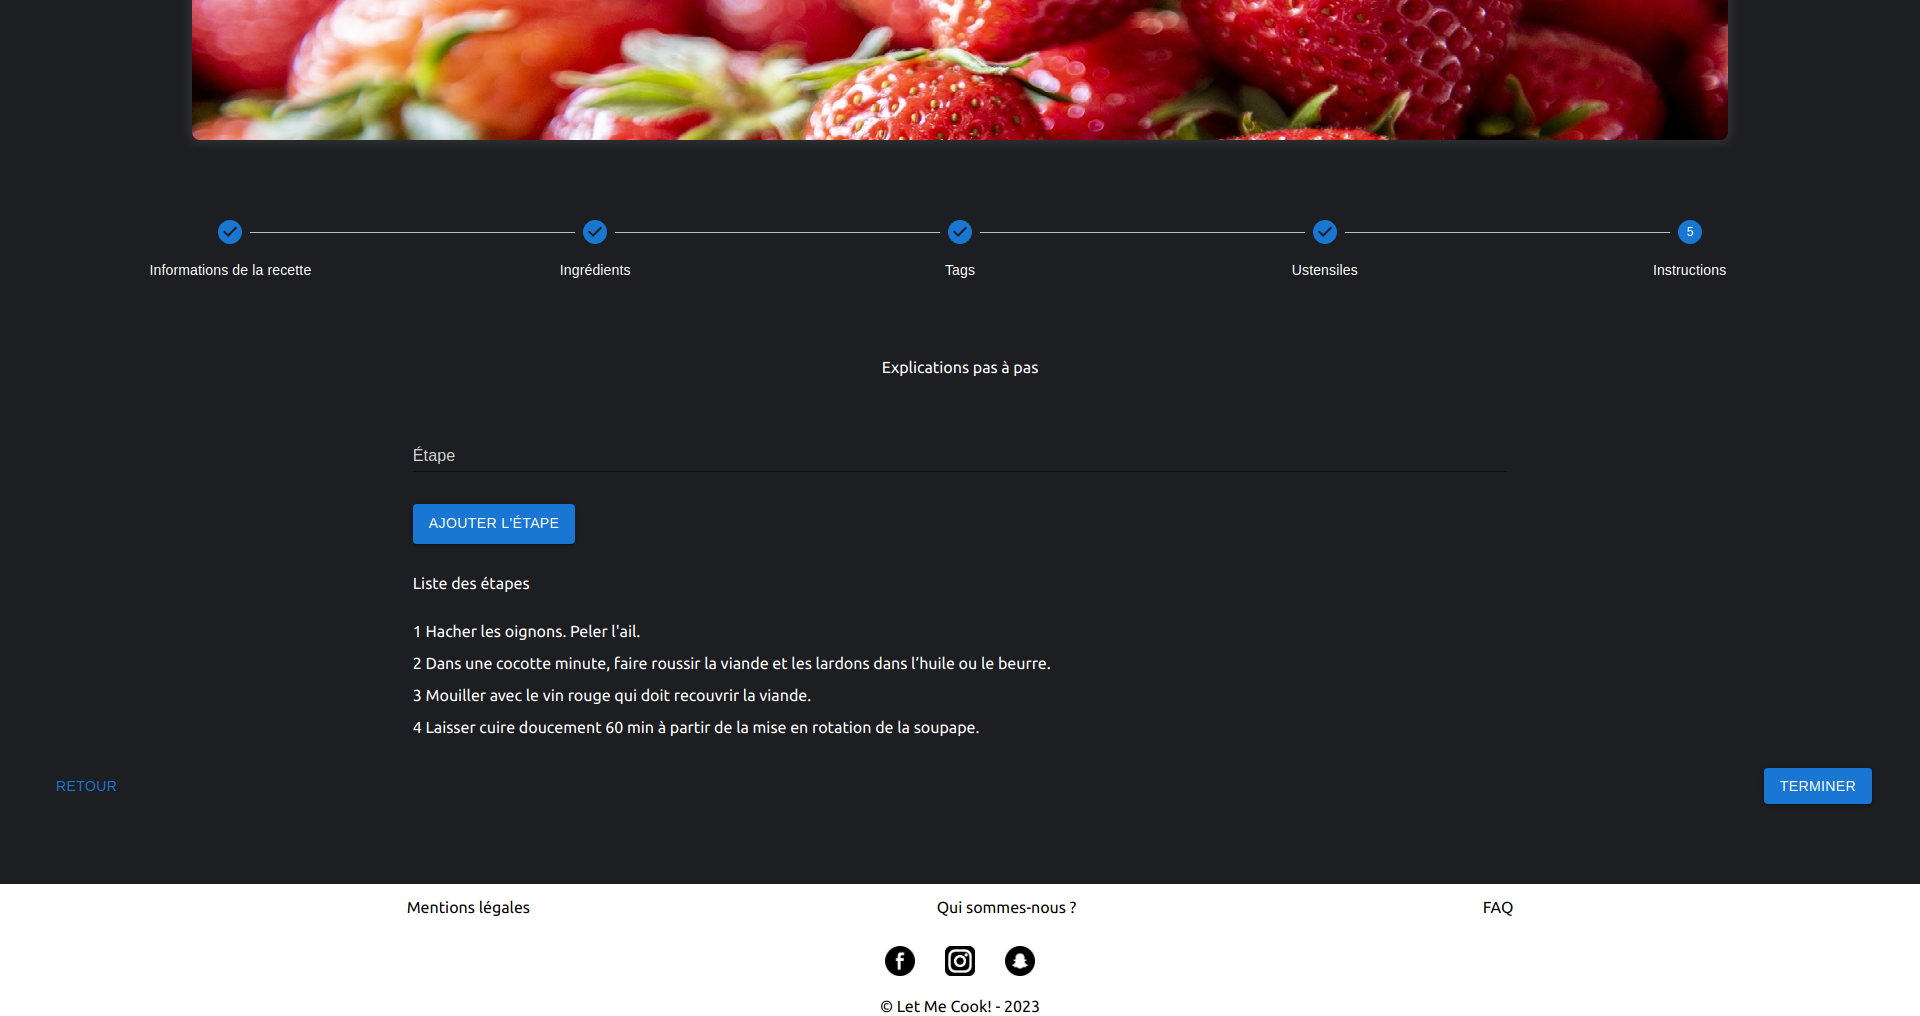 5
Informations de la recette
Ingrédients
Tags
Ustensiles
Instructions
Explications pas à pas
Étape
AJOUTER L'ÉTAPE
Liste des étapes
1 Hacher les oignons. Peler l'ail.
2 Dans une cocotte minute, faire roussir la viande et les lardons dans l’huile ou le beurre.
3 Mouiller avec le vin rouge qui doit recouvrir la viande.
4 Laisser cuire doucement 60 min à partir de la mise en rotation de la soupape.
RETOUR
TERMINER
Mentions légales
Qui sommes-nous ?
FAQ
© Let Me Cook! - 2023